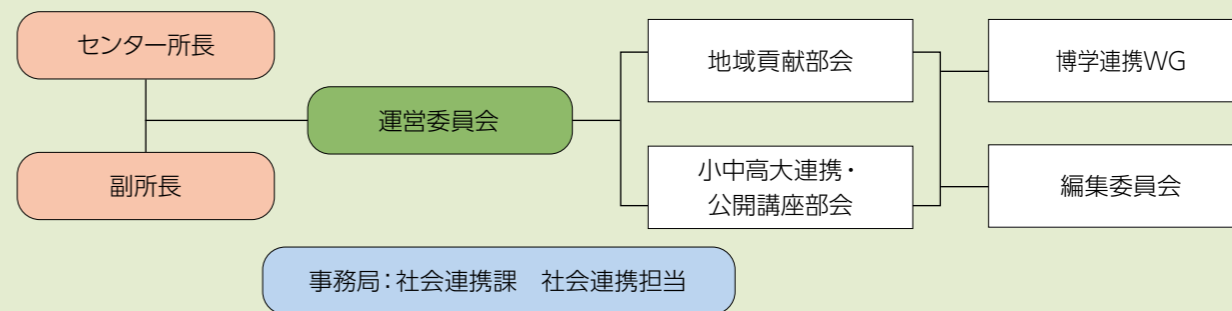 センター所長
副所長
運営委員会
地域貢献部会
小中高大連携・
公開講座部会
博学連携WG
編集委員会
事務局：社会連携課　社会連携担当